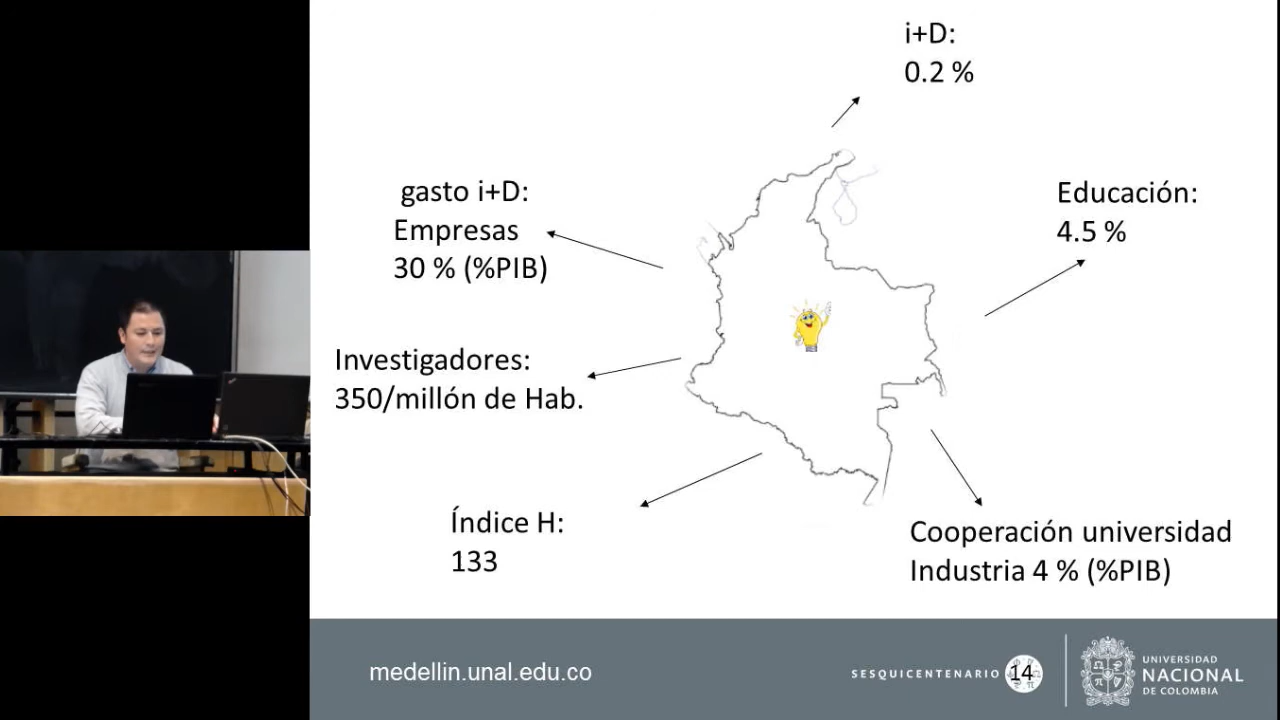 i+D:
0.2 %
gasto i+D:
Empresas
30 % (%PIB)
Educación:
4.5 %
Investigadores:
350/millón de Hab.
Índice H:
133
Cooperación universidad
Industria 4 % (%PIB)
medellin.unal.edu.co
SESQUICENTENARIO
14
UNIVERSIDAD
NACIONAL
DE COLOMBIA